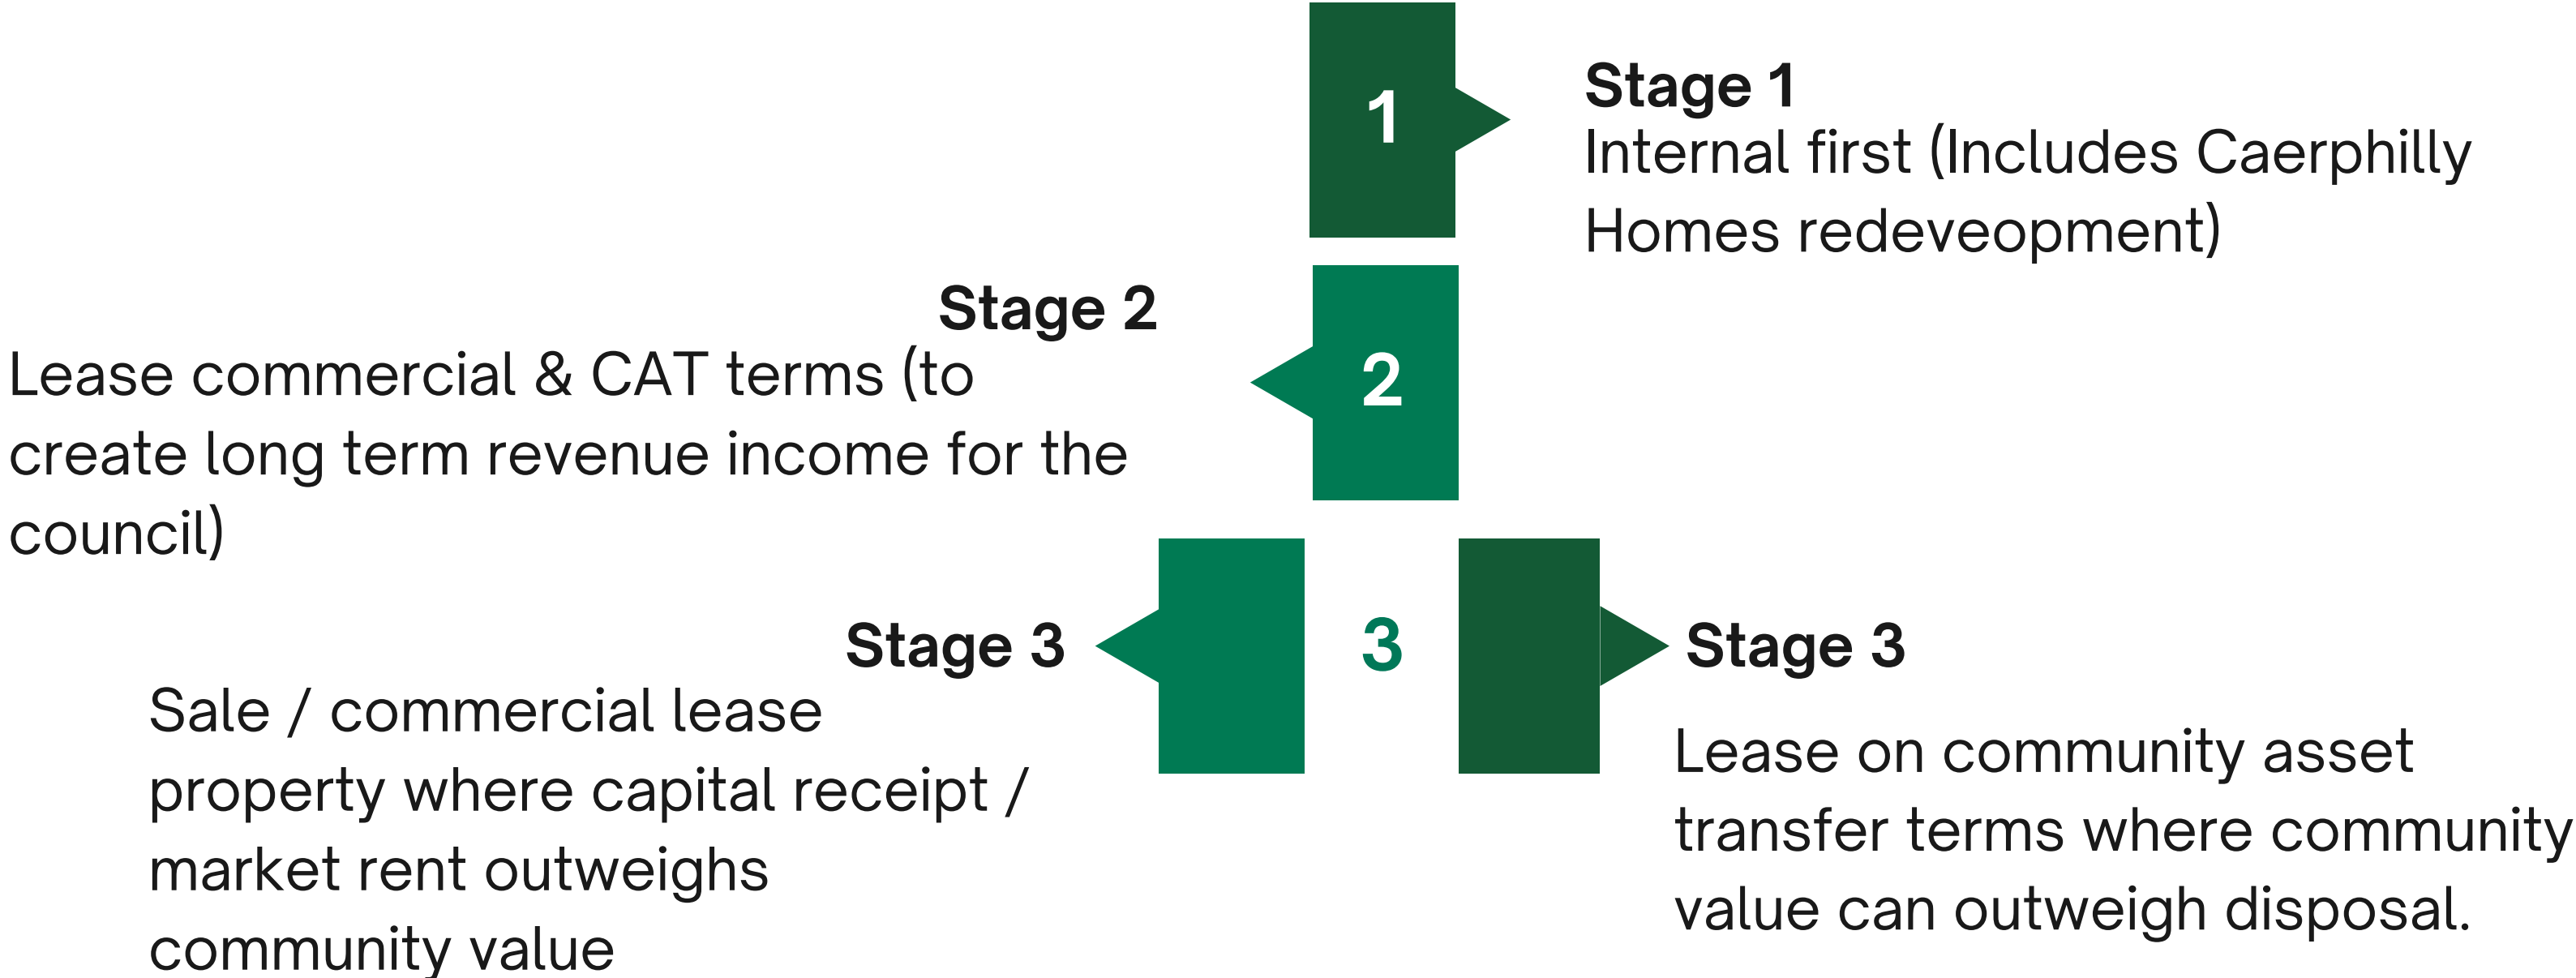 1
Stage 1
Internal first (Includes Caerphilly
Homes redeveopment)
Stage 2
2
Lease commercial & CAT terms (to
create long term revenue income for the
council)
3
Stage 3
Sale / commercial lease
property where capital receipt /
market rent outweighs
community value
Stage 3
Lease on community asset
transfer terms where community
value can outweigh disposal.